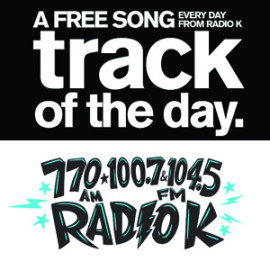 A FREE SONG EVERY DAY FROM RADIO K
track
of the day.
770★100.7&104.5
AM FM
RADIO K